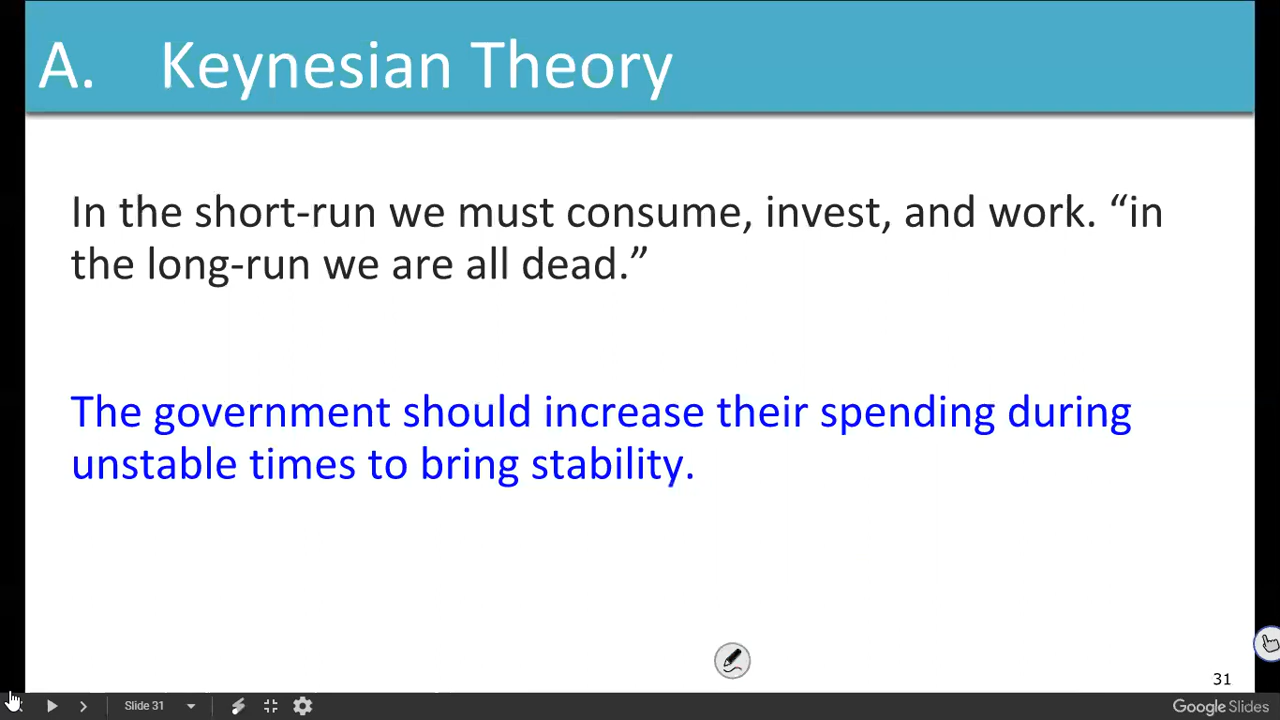 A. Keynesian Theory
In the short-run we must consume, invest, and work. “in
the long-run we are all dead.”
The government should increase their spending during
unstable times to bring stability.
31
Slide 31
Google Slides